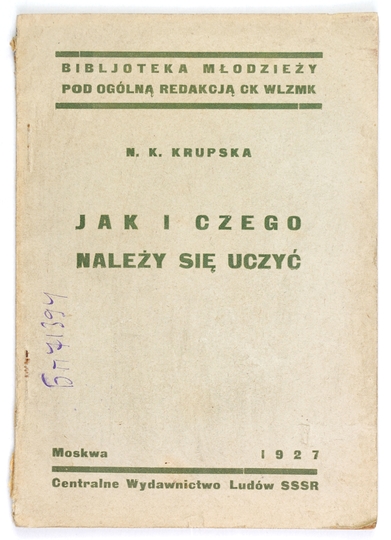 BIBLJOTEKA MŁODZIEŻY
POD OGÓLNĄ REDAKCJĄ CK WLZMK
N. K. KRUPSKA
JAK I CZEGO
NALEŻY SIĘ UCZYĆ
Moskwa 1927
Centralne Wydawnictwo Ludów SSSR